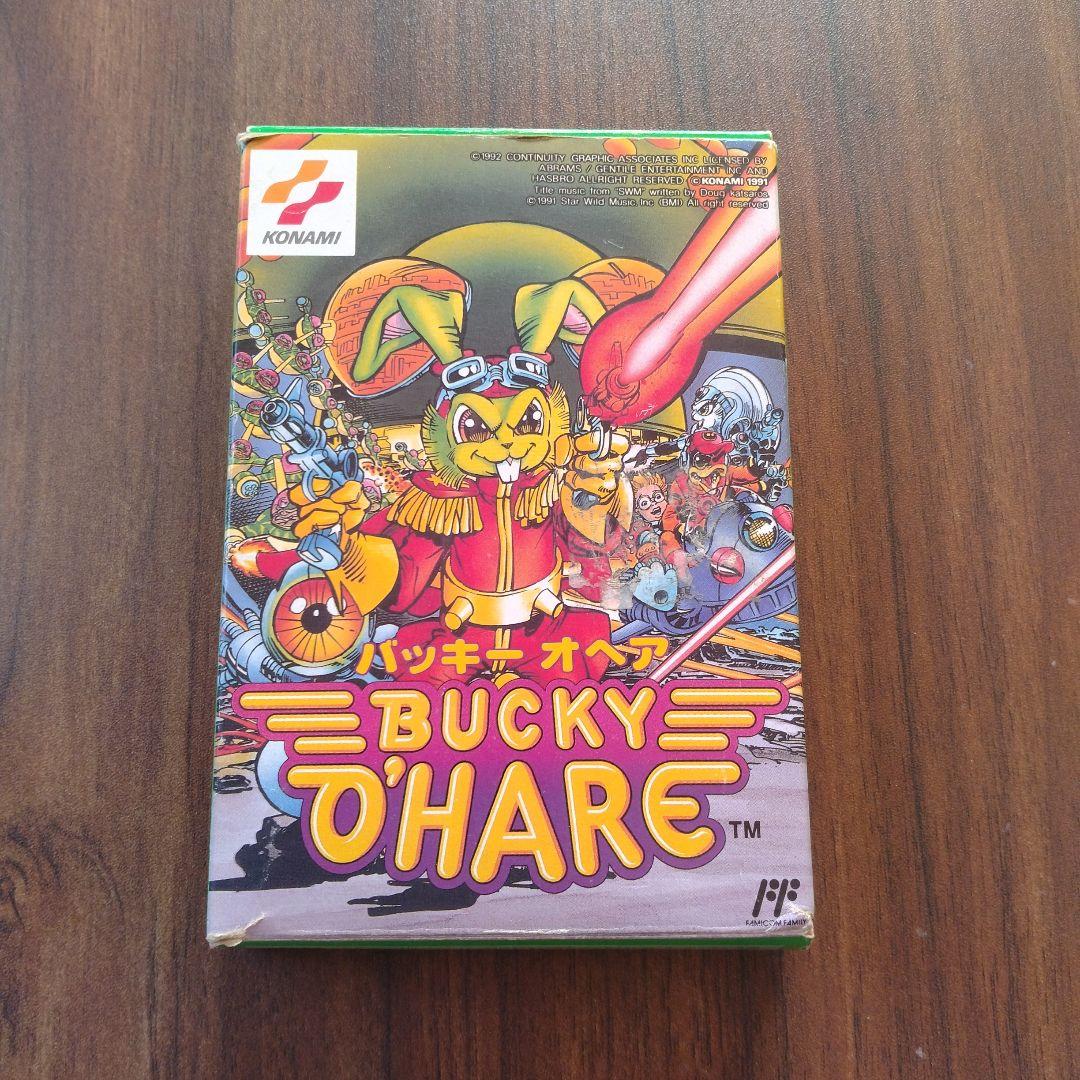 KONAMI
©1992 CONTINUITY GRAPHIC ASSOCIATES INC LICENSED BY
ABRAMS / GENTILE ENTERTAINMENT INC AND
HASBRO ALLRIGHT RESERVED ©KONAMI 1991
Title music from "SWM" written by Doug katsaros.
©1991 Star Wild Music, Inc (BMI) All right reserved
バッキー オヘア
BUCKY
O'HARE TM
FF
FAMICOM FAMILY